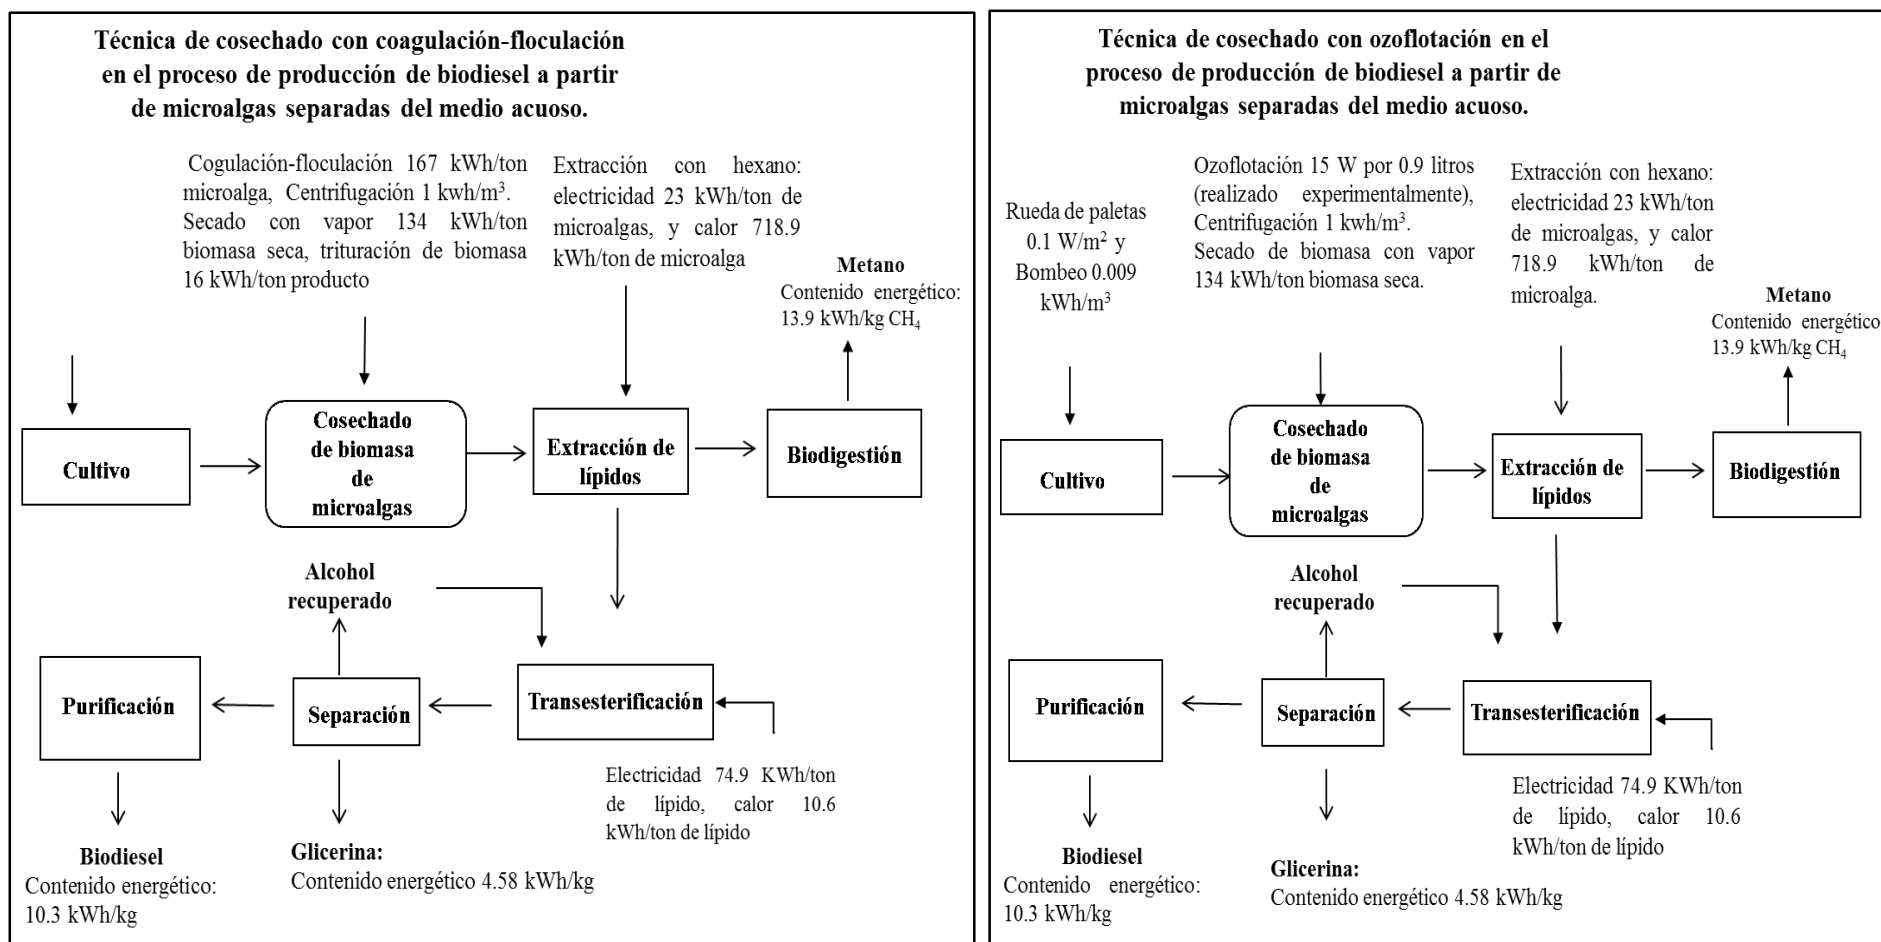 Técnica de cosechado con coagulación-floculación
en el proceso de producción de biodiesel a partir
de microalgas separadas del medio acuoso.
Cogulación-floculación 167 kWh/ton
microalga, Centrifugación 1 kwh/m³.
Secado con vapor 134 kWh/ton
biomasa seca, trituración de biomasa
16 kWh/ton producto
Extracción con hexano:
electricidad 23 kWh/ton de
microalgas, y calor 718.9
kWh/ton de microalga
Metano
Contenido energético:
13.9 kWh/kg CH₄
Cultivo
Cosechado
de biomasa
de
microalgas
Extracción de
lípidos
Biodigestión
Alcohol
recuperado
Purificación
Separación
Transesterificación
Electricidad 74.9 KWh/ton
de lípido, calor 10.6
kWh/ton de lípido
Biodiesel
Contenido energético:
10.3 kWh/kg
Glicerina:
Contenido energético 4.58 kWh/kg
Técnica de cosechado con ozoflotación en el
proceso de producción de biodiesel a partir de
microalgas separadas del medio acuoso.
Rueda de paletas
0.1 W/m² y
Bombeo 0.009
kWh/m³
Ozoflotación 15 W por 0.9 litros
(realizado experimentalmente),
Centrifugación 1 kwh/m³.
Secado de biomasa con vapor
134 kWh/ton biomasa seca.
Extracción con hexano:
electricidad 23 kWh/ton
de microalgas, y calor
718.9 kWh/ton de
microalga.
Metano
Contenido energético:
13.9 kWh/kg CH₄
Cultivo
Cosechado
de biomasa
de
microalgas
Extracción de
lípidos
Biodigestión
Alcohol
recuperado
Purificación
Separación
Transesterificación
Electricidad 74.9 KWh/ton
de lípido, calor 10.6
kWh/ton de lípido
Biodiesel
Contenido energético:
10.3 kWh/kg
Glicerina:
Contenido energético 4.58 kWh/kg